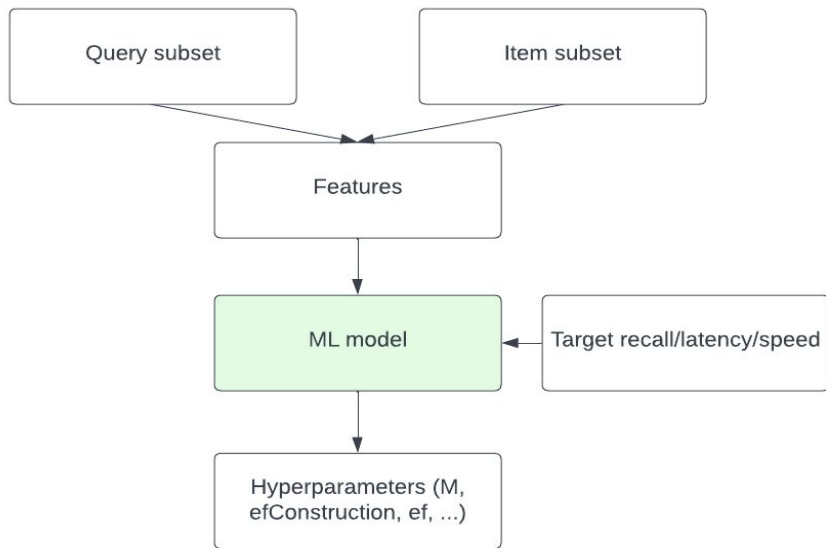 Query subset
Item subset
Features
ML model
Target recall/latency/speed
Hyperparameters (M,
efConstruction, ef, ...)